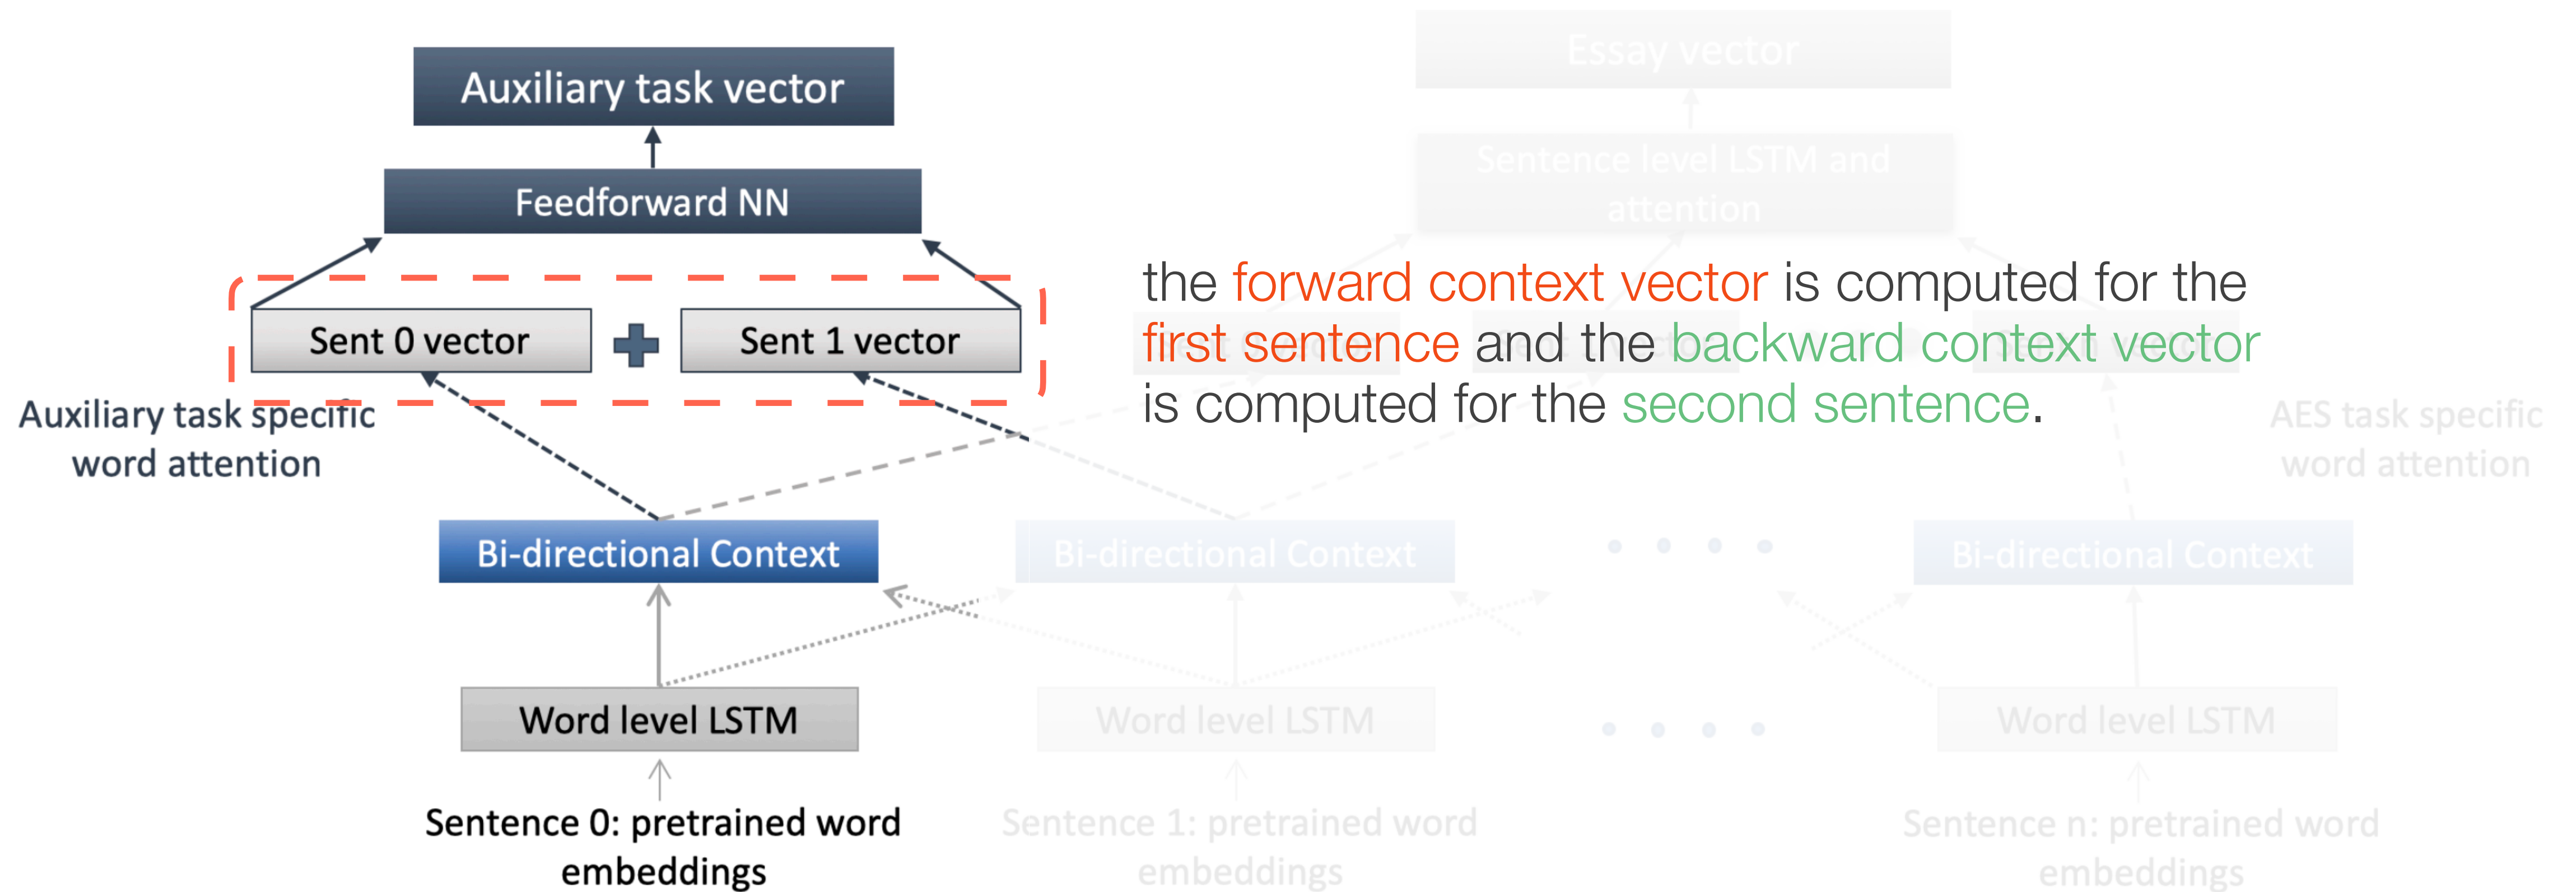 Auxiliary task vector
Feedforward NN
Sent 0 vector
Sent 1 vector
Auxiliary task specific
word attention
Bi-directional Context
Word level LSTM
Sentence 0: pretrained word
embeddings
Essay vector
Sentence level LSTM and
attention
the forward context vector is computed for the
first sentence and the backward context vector
is computed for the second sentence.
AES task specific
word attention
Bi-directional Context
Bi-directional Context
Word level LSTM
Word level LSTM
Sentence 1: pretrained word
embeddings
Sentence n: pretrained word
embeddings